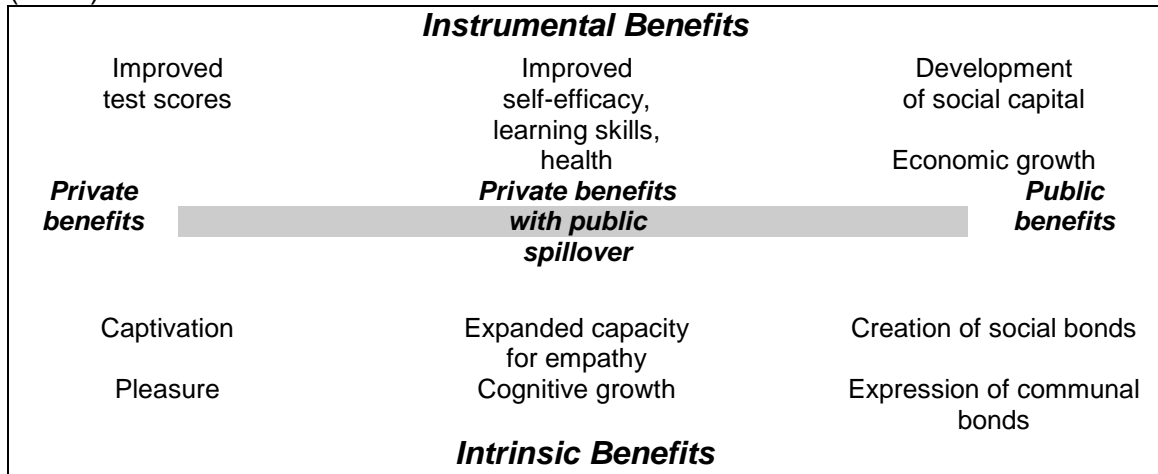 Instrumental Benefits
Improved Improved Development
test scores self-efficacy, of social capital
learning skills,
health Economic growth
Private Private benefits Public
benefits with public benefits
spillover
Captivation Expanded capacity Creation of social bonds
for empathy
Pleasure Cognitive growth Expression of communal
bonds
Intrinsic Benefits